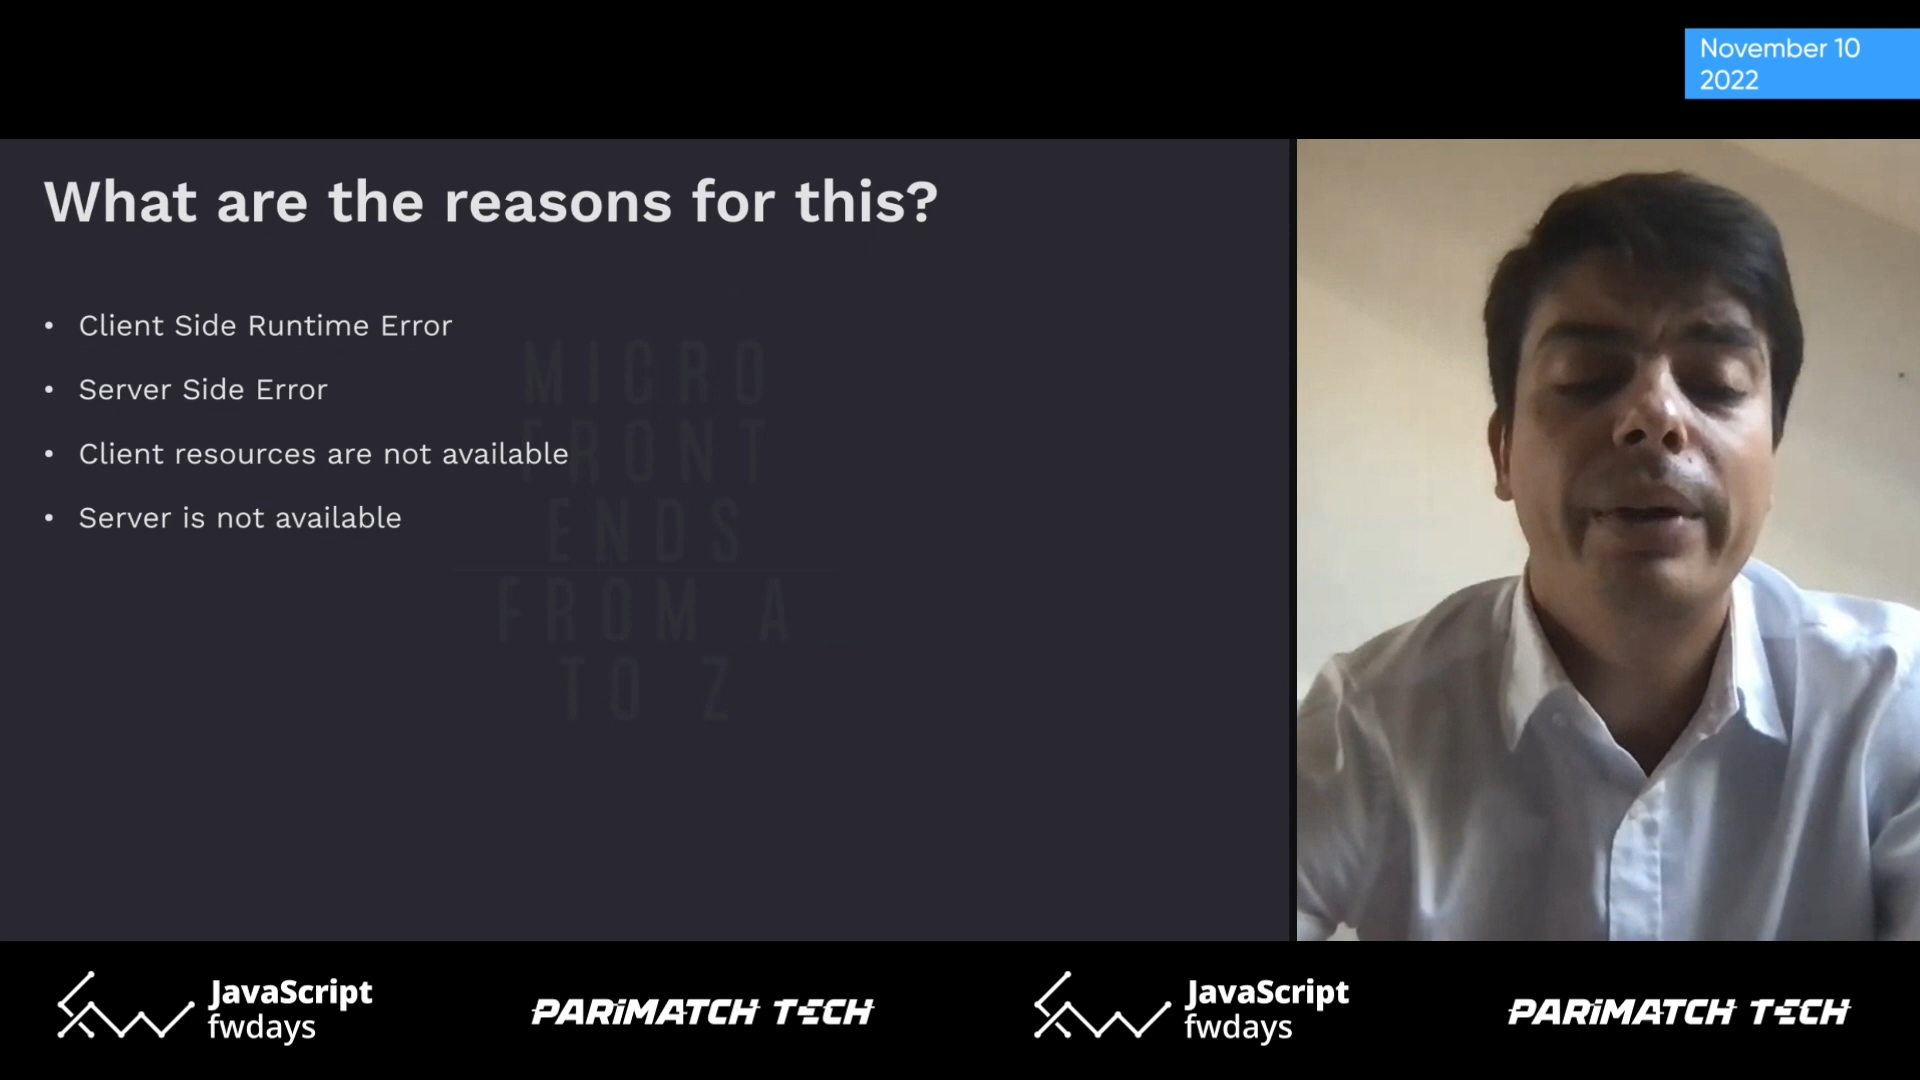 November 10
2022
What are the reasons for this?
• Client Side Runtime Error
• Server Side Error
• Client resources are not available
• Server is not available
MICRO
FRONT
ENDS
FROM A
TO Z
JavaScript
fwdays
PARIMATCH TECH
JavaScript
fwdays
PARIMATCH TECH